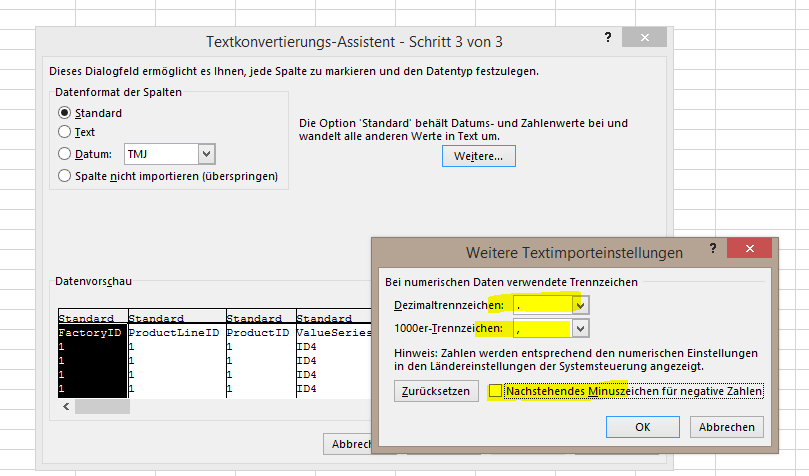 Textkonvertierungs-Assistent - Schritt 3 von 3
Dieses Dialogfeld ermöglicht es Ihnen, jede Spalte zu markieren und den Datentyp festzulegen.
Datenformat der Spalten
Standard
Text
Datum: TMJ
Spalte nicht importieren (überspringen)
Die Option 'Standard' behält Datums- und Zahlenwerte bei und
wandelt alle anderen Werte in Text um.
Weitere...
Datenvorschau
Standard Standard Standard Standard
FactoryID ProductLineID ProductID ValueSeries
1 1 1 ID4
1 1 1 ID4
1 1 1 ID4
1 1 1 ID4
Weitere Textimporteinstellungen
Bei numerischen Daten verwendete Trennzeichen
Dezimaltrennzeichen: .
1000er-Trennzeichen: ,
Hinweis: Zahlen werden entsprechend den numerischen Einstellungen
in den Ländereinstellungen der Systemsteuerung angezeigt.
Zurücksetzen
Nachstehendes Minuszeichen für negative Zahlen
OK
Abbrechen